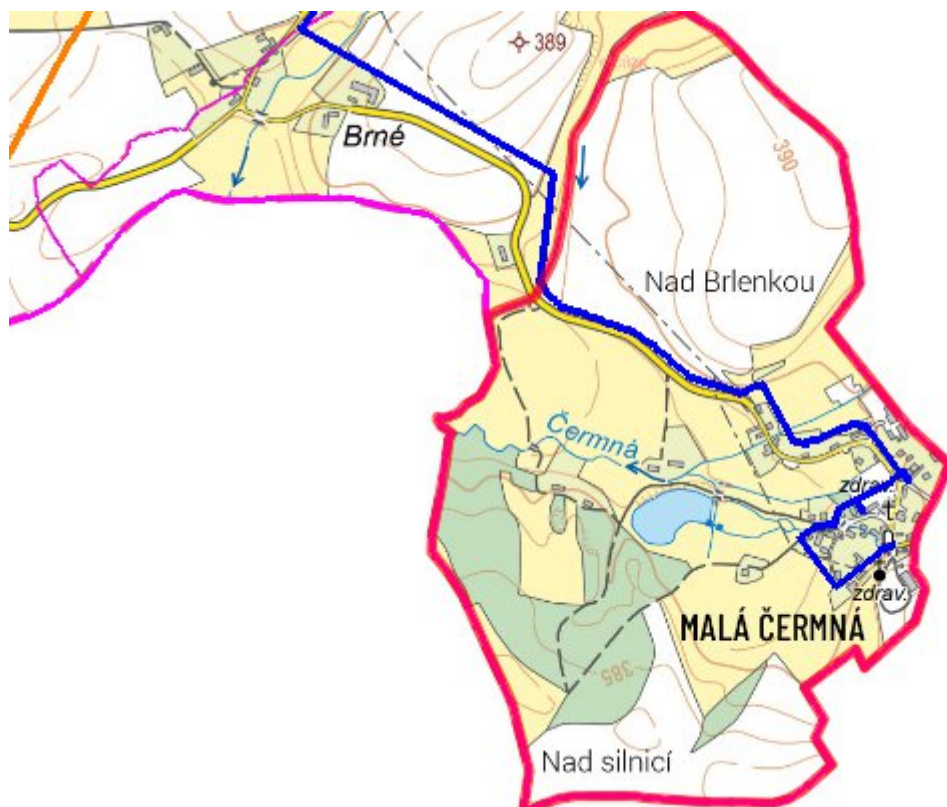 389
Brné
390
Nad Brlenkou
Čermná
zdrav.
zdrav.
MALÁ ČERMNÁ
385
Nad silnicí